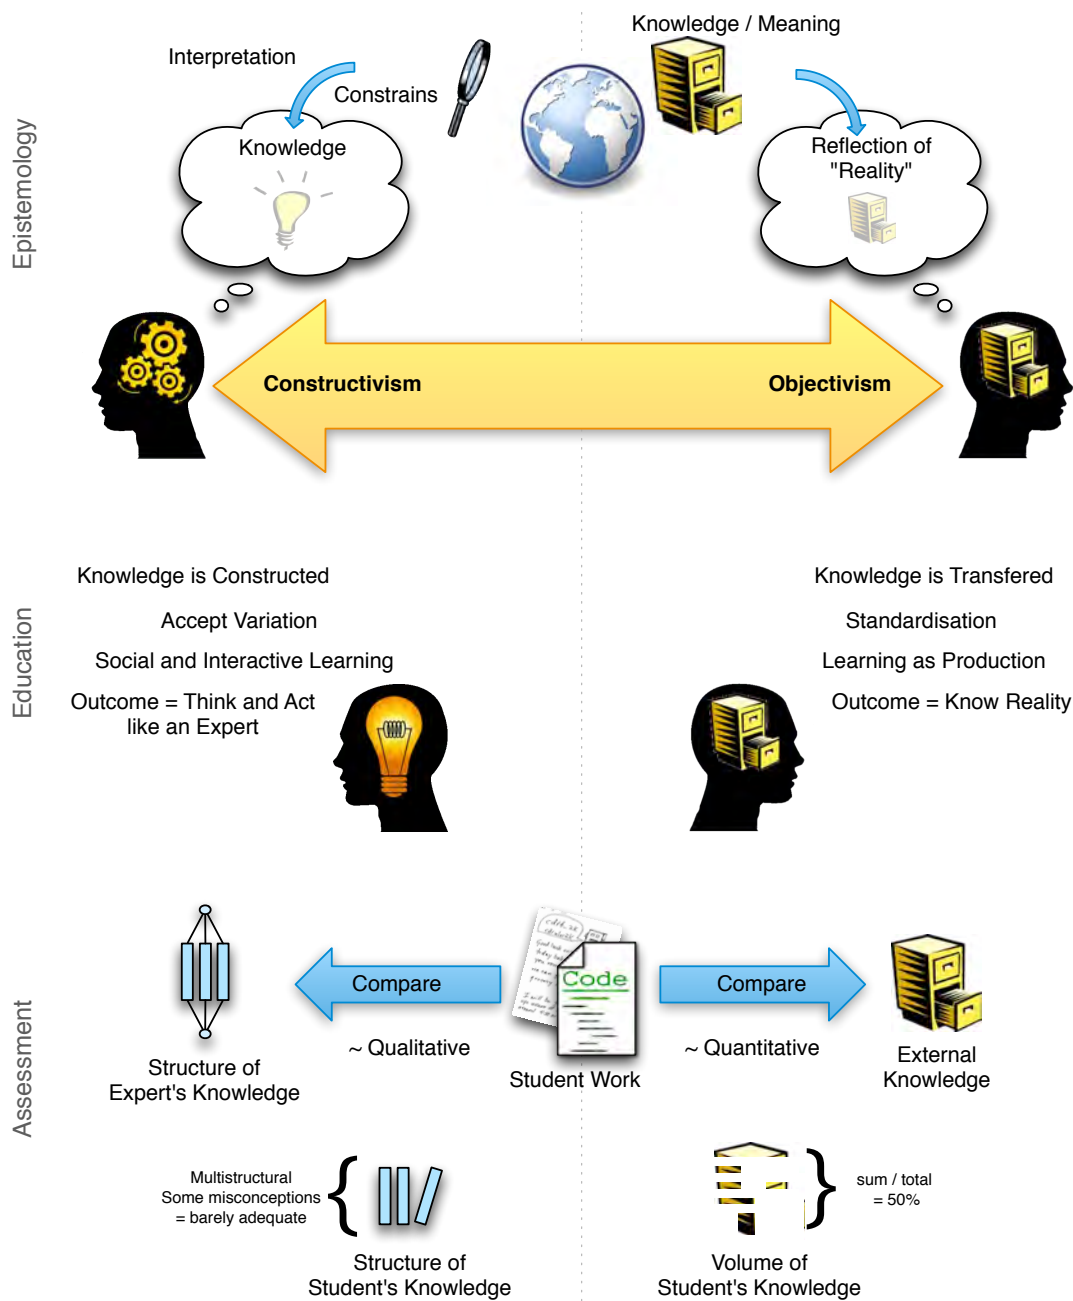 Knowledge / Meaning
Interpretation
Constrains
Knowledge
Reflection of
"Reality"
Epistemology
Constructivism
Objectivism
Education
Knowledge is Constructed
Accept Variation
Social and Interactive Learning
Outcome = Think and Act
like an Expert
Knowledge is Transfered
Standardisation
Learning as Production
Outcome = Know Reality
Assessment
Compare
~ Qualitative
Structure of
Expert's Knowledge
Code
Student Work
Compare
~ Quantitative
External
Knowledge
Multistructural
Some misconceptions
= barely adequate
Structure of
Student's Knowledge
sum / total
= 50%
Volume of
Student's Knowledge